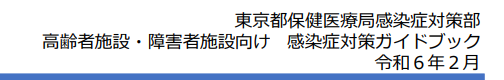 東京都保健医療局感染症対策部
高齢者施設・障害者施設向け　感染症対策ガイドブック
令和６年２月